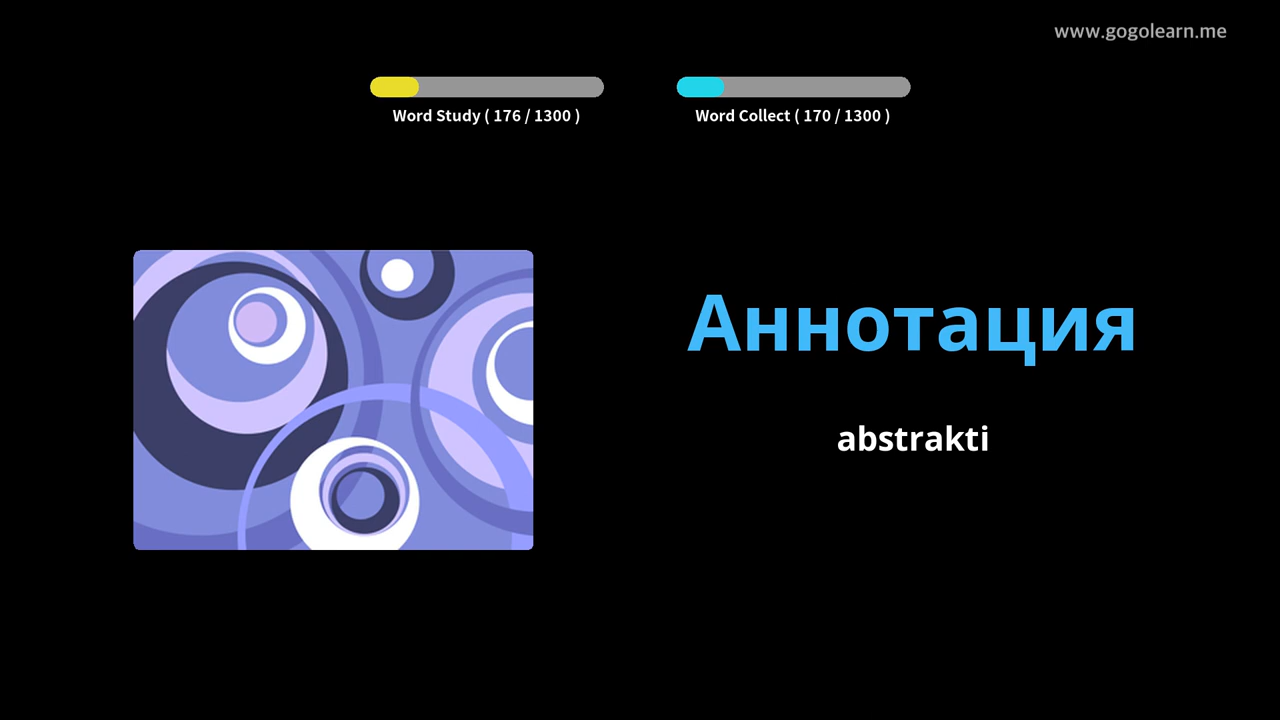 www.gogolearn.me
Word Study ( 176 / 1300 )
Word Collect ( 170 / 1300 )
Аннотация
abstrakti